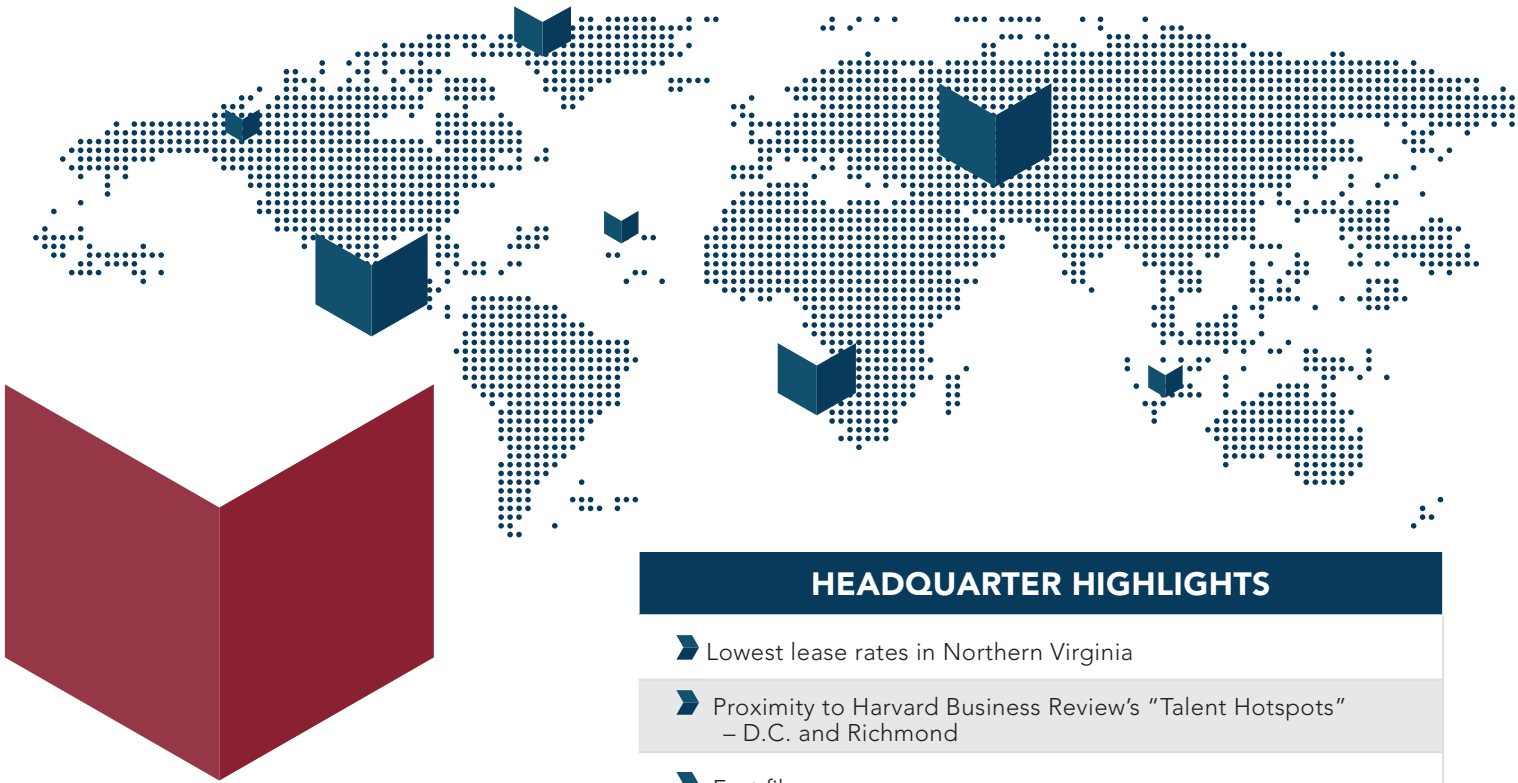 HEADQUARTER HIGHLIGHTS
Lowest lease rates in Northern Virginia
Proximity to Harvard Business Review’s “Talent Hotspots”
– D.C. and Richmond